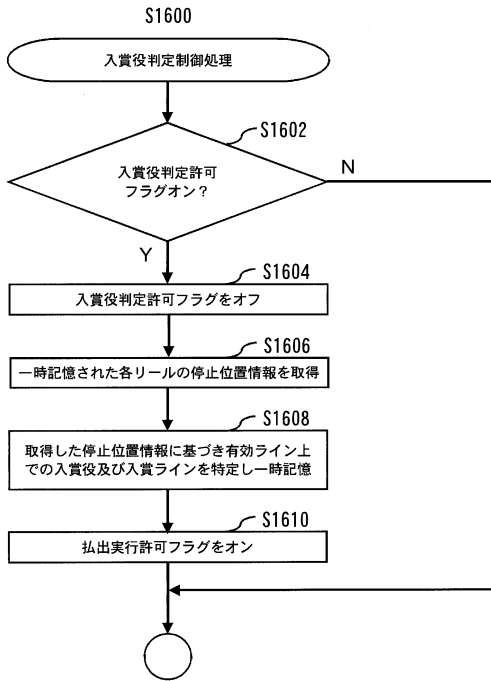 S1600
入賞役判定制御処理
S1602
入賞役判定許可
フラグオン？
N
Y
S1604
入賞役判定許可フラグをオフ
S1606
一時記憶された各リールの停止位置情報を取得
S1608
取得した停止位置情報に基づき有効ライン上
での入賞役及び入賞ラインを特定し一時記憶
S1610
払出実行許可フラグをオン